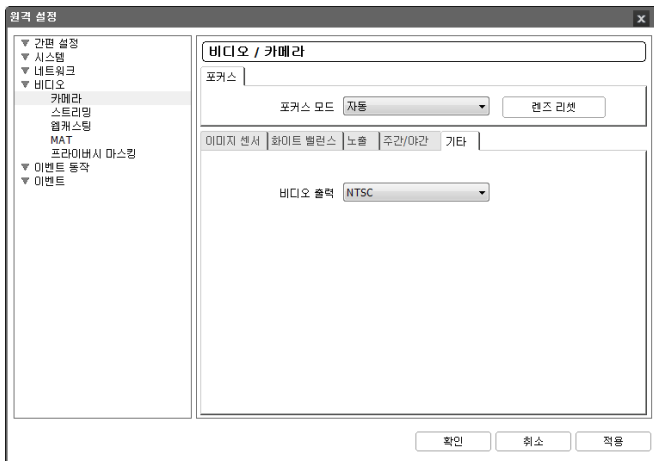 원격 설정
x
▼ 간편 설정
▼ 시스템
▼ 네트워크
▼ 비디오
카메라
스트리밍
웹캐스팅
MAT
프라이버시 마스킹
▼ 이벤트 동작
▼ 이벤트
비디오 / 카메라
포커스
포커스 모드 자동 렌즈 리셋
이미지 센서 화이트 밸런스 노출 주간/야간 기타
비디오 출력 NTSC
확인 취소 적용